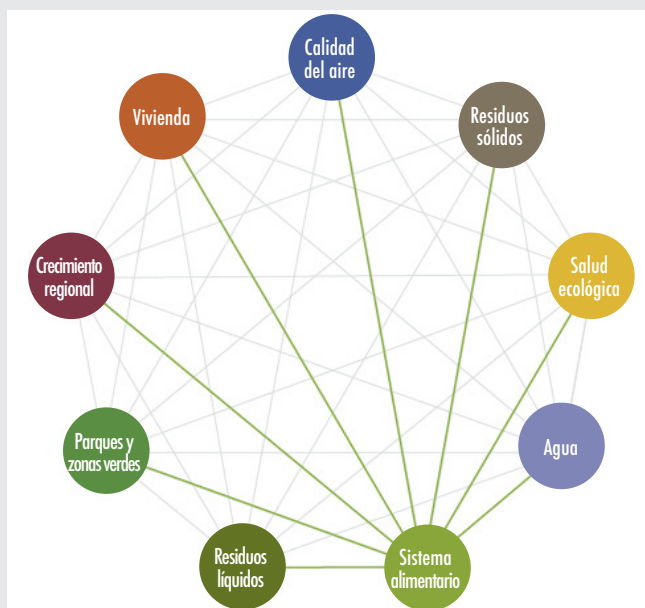 Calidad
del aire
Vivienda
Residuos
sólidos
Crecimiento
regional
Salud
ecológica
Parques y
zonas verdes
Agua
Residuos
líquidos
Sistema
alimentario